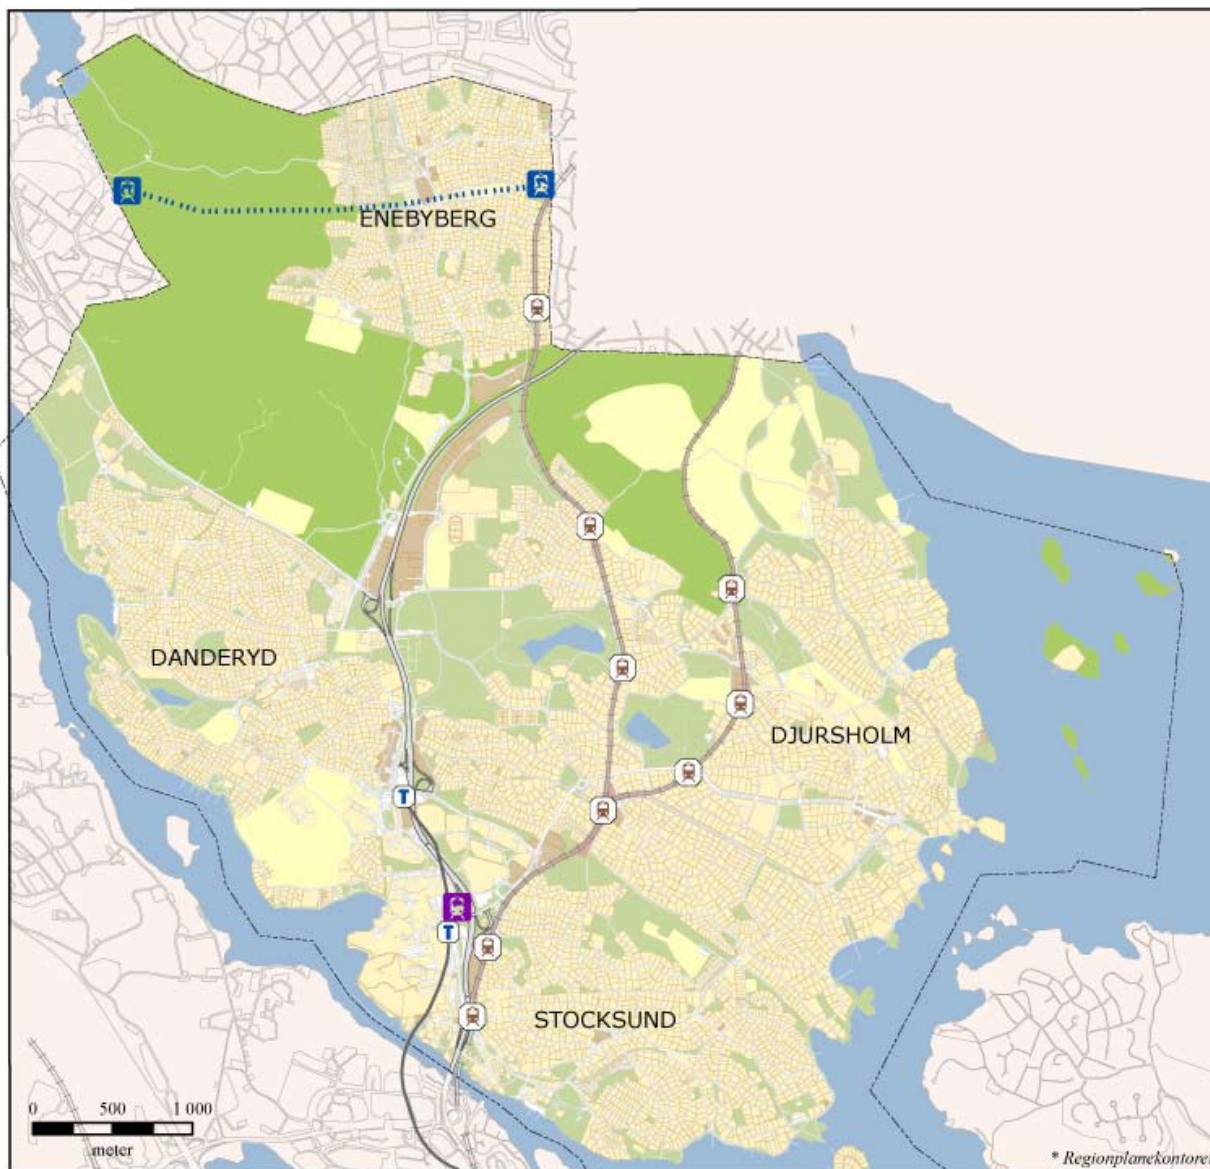 ENEBYBERG
DANDERYD
DJURSHOLM
T
T
STOCKSUND
0 500 1 000
meter
* Regionplanekontoret